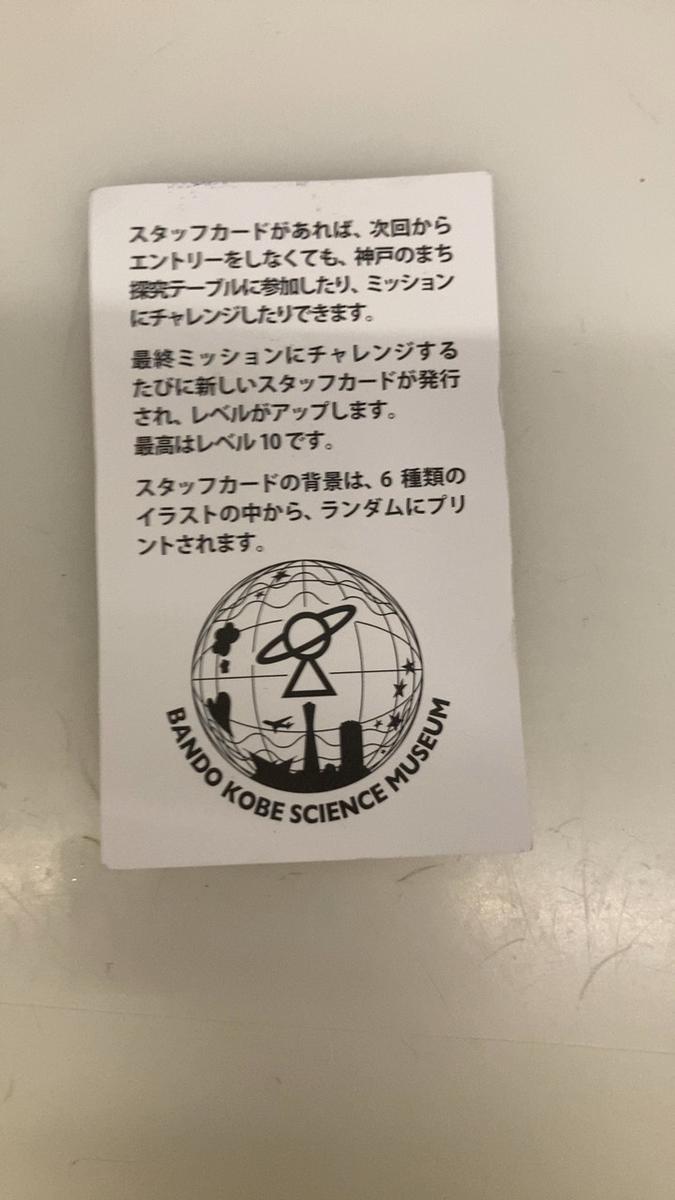 スタッフカードがあれば、次回から
エントリーをしなくても、神戸のまち
探究テーブルに参加したり、ミッション
にチャレンジしたりできます。
最終ミッションにチャレンジする
たびに新しいスタッフカードが発行
され、レベルがアップします。
最高はレベル10です。
スタッフカードの背景は、6 種類の
イラストの中から、ランダムにプリ
ントされます。
BANDO KOBE SCIENCE MUSEUM